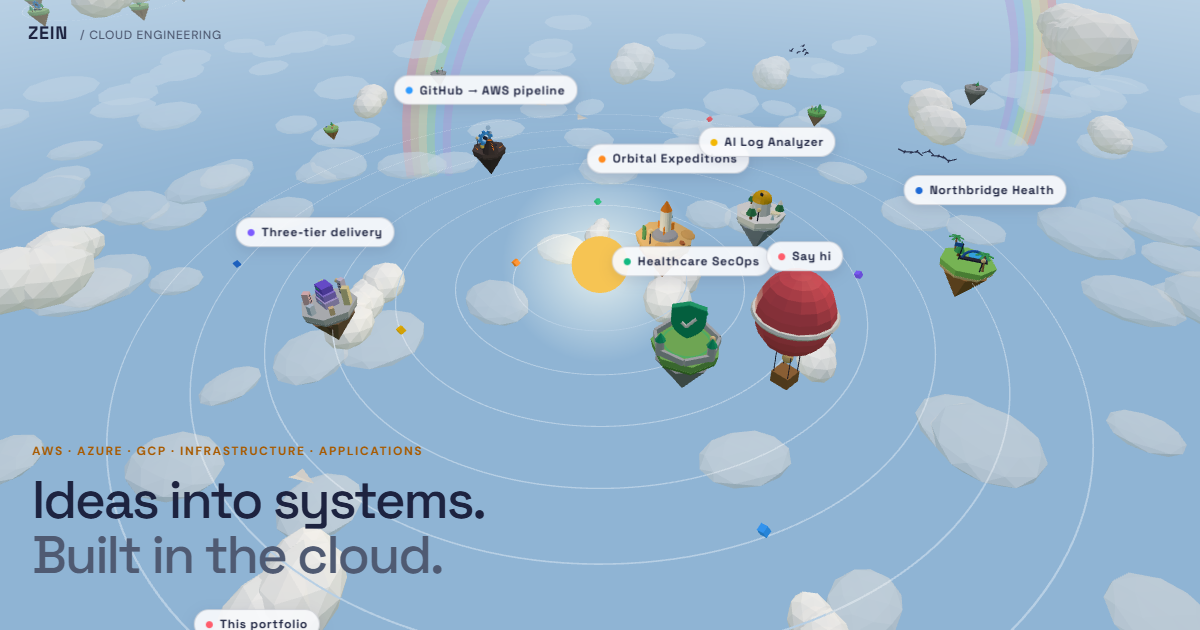 ZEIN / CLOUD ENGINEERING
GitHub → AWS pipeline
AI Log Analyzer
Orbital Expeditions
Northbridge Health
Three-tier delivery
Healthcare SecOps
Say hi
AWS · AZURE · GCP · INFRASTRUCTURE · APPLICATIONS
Ideas into systems.
Built in the cloud.
This portfolio